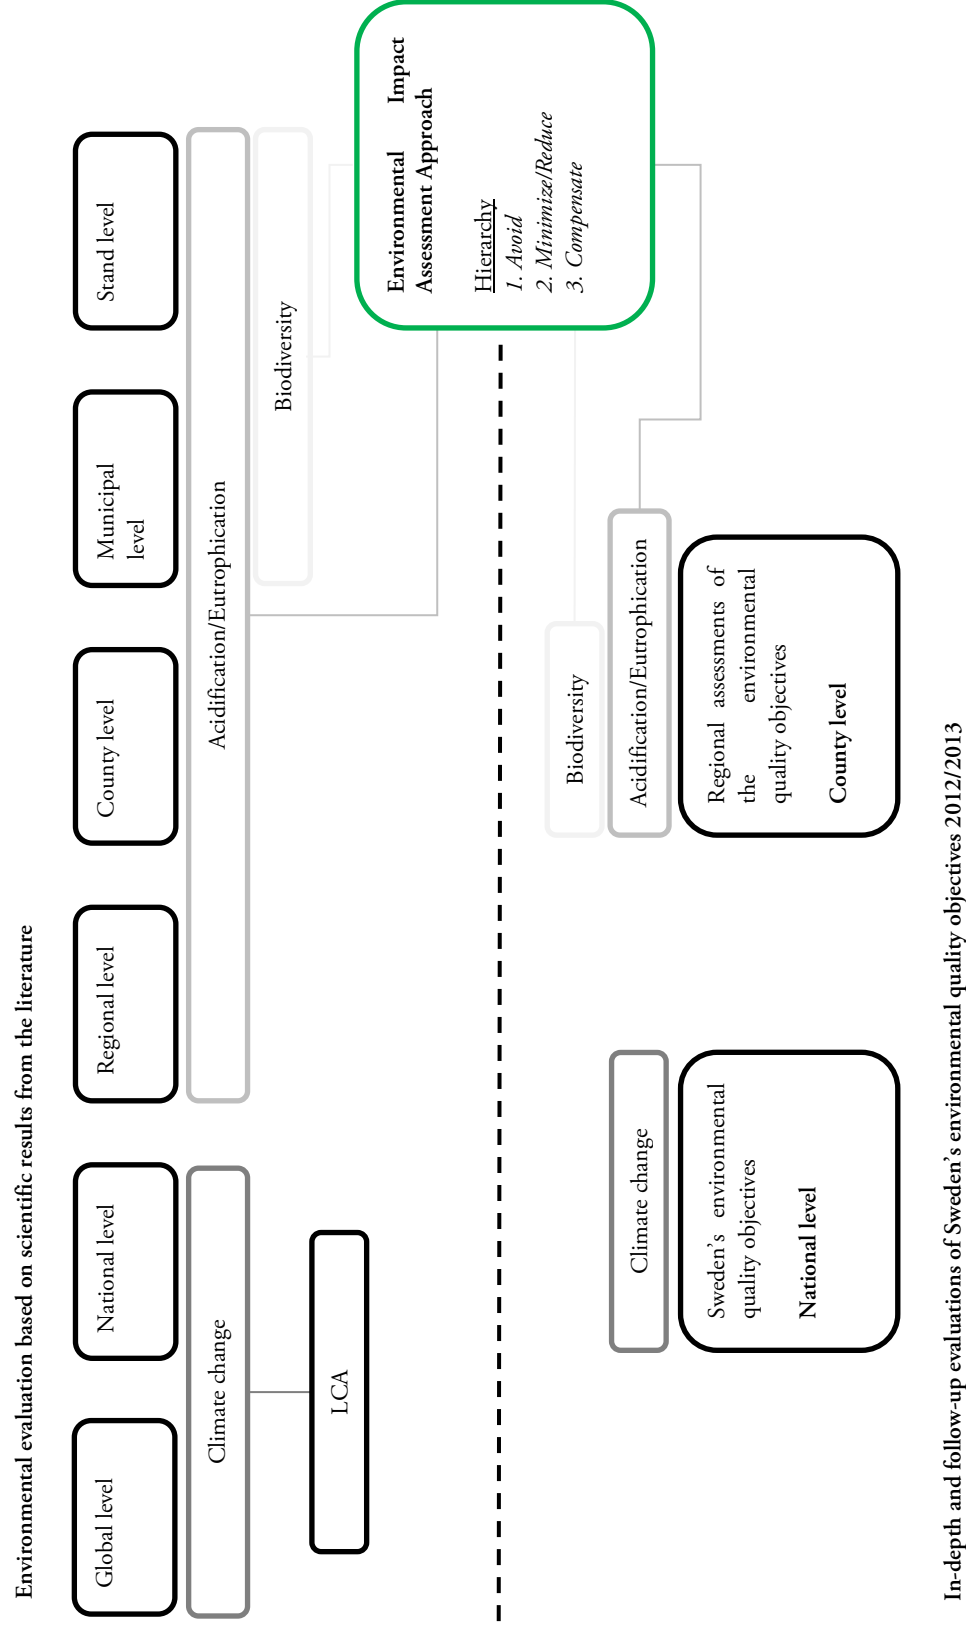 Environmental evaluation based on scientific results from the literature
Global level
National level
Regional level
County level
Municipal
level
Stand level
Climate change
Acidification/Eutrophication
Biodiversity
LCA
Environmental Impact
Assessment Approach
Hierarchy
1. Avoid
2. Minimize/Reduce
3. Compensate
Biodiversity
Climate change
Acidification/Eutrophication
Sweden's environmental
quality objectives
National level
Regional assessments of
the environmental
quality objectives
County level
In-depth and follow-up evaluations of Sweden's environmental quality objectives 2012/2013